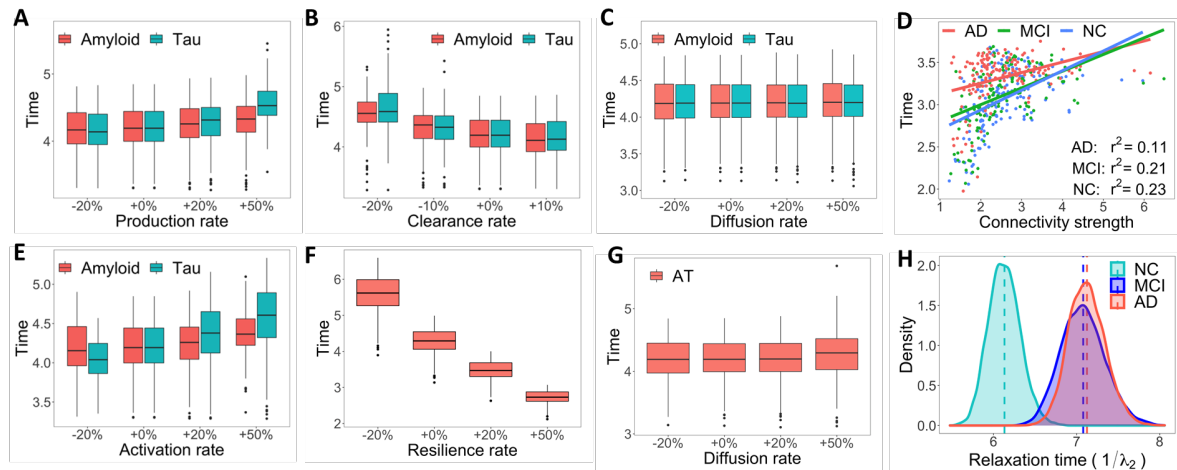 A
Amyloid Tau
Time
5
4
-20% +0% +20% +50%
Production rate
B
Amyloid Tau
Time
6
5
4
-20% -10% +0% +10%
Clearance rate
C
Amyloid Tau
Time
5.0
4.5
4.0
3.5
3.0
-20% +0% +20% +50%
Diffusion rate
D
AD MCI NC
Time
4.0
3.5
3.0
2.5
2.0
AD: r²= 0.11
MCI: r²= 0.21
NC: r²= 0.23
1 2 3 4 5 6
Connectivity strength
E
Amyloid Tau
Time
5.0
4.5
4.0
3.5
-20% +0% +20% +50%
Activation rate
F
Time
6
5
4
3
2
-20% +0% +20% +50%
Resilience rate
G
AT
Time
5
4
3
-20% +0% +20% +50%
Diffusion rate
H
NC
MCI
AD
Density
2.0
1.5
1.0
0.5
0.0
6 7 8
Relaxation time ( 1/λ₂ )